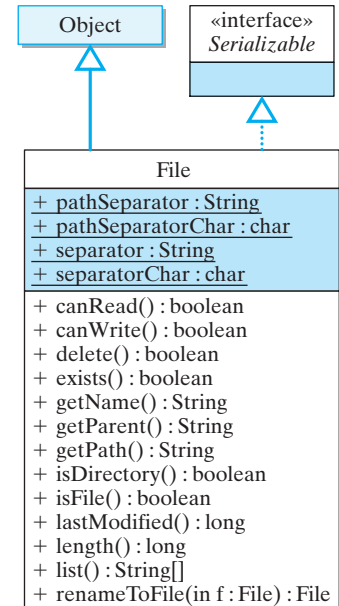 Object
«interface»
Serializable
File
+ pathSeparator : String
+ pathSeparatorChar : char
+ separator : String
+ separatorChar : char
+ canRead() : boolean
+ canWrite() : boolean
+ delete() : boolean
+ exists() : boolean
+ getName() : String
+ getParent() : String
+ getPath() : String
+ isDirectory() : boolean
+ isFile() : boolean
+ lastModified() : long
+ length() : long
+ list() : String[]
+ renameToFile(in f : File) : File